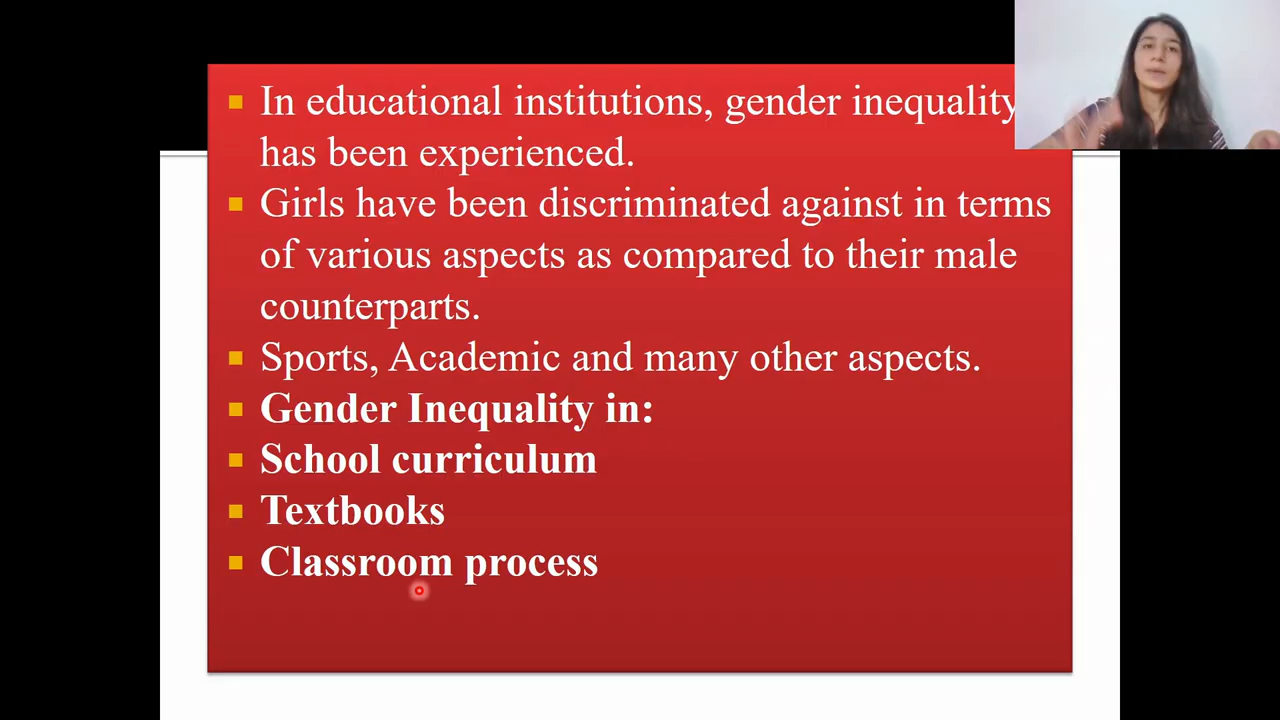 In educational institutions, gender inequality
has been experienced.
Girls have been discriminated against in terms
of various aspects as compared to their male
counterparts.
Sports, Academic and many other aspects.
Gender Inequality in:
School curriculum
Textbooks
Classroom process